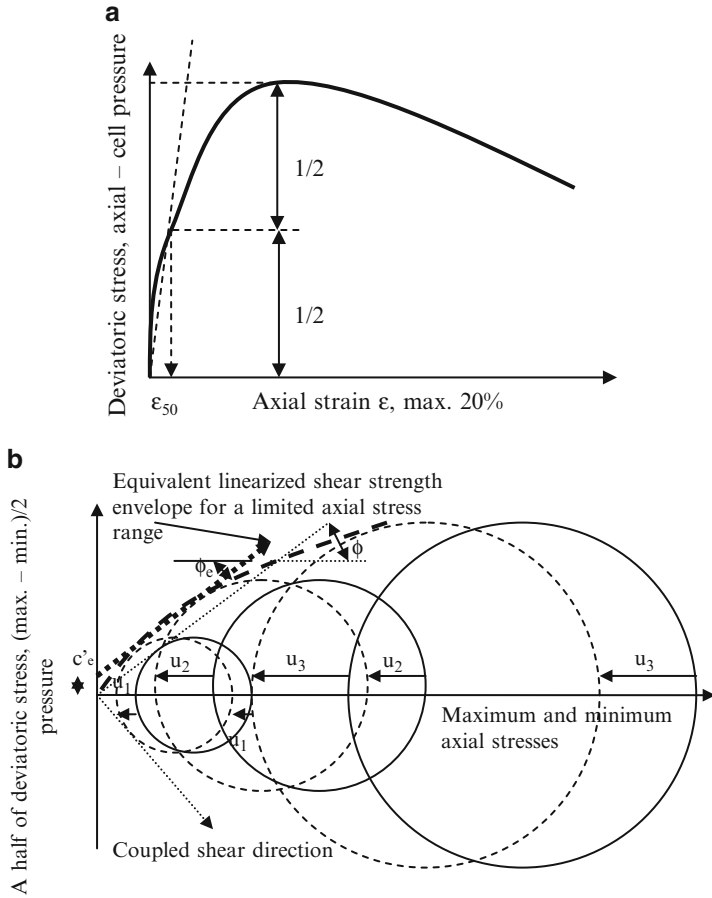 a
Deviatoric stress, axial – cell pressure
1/2
1/2
ε50
Axial strain ε, max. 20%
b
Equivalent linearized shear strength
envelope for a limited axial stress
range
ϕ
ϕe
c'e
u1
u2
u3
u2
u3
u1
Maximum and minimum
axial stresses
Coupled shear direction
A half of deviatoric stress, (max. – min.)/2
pressure